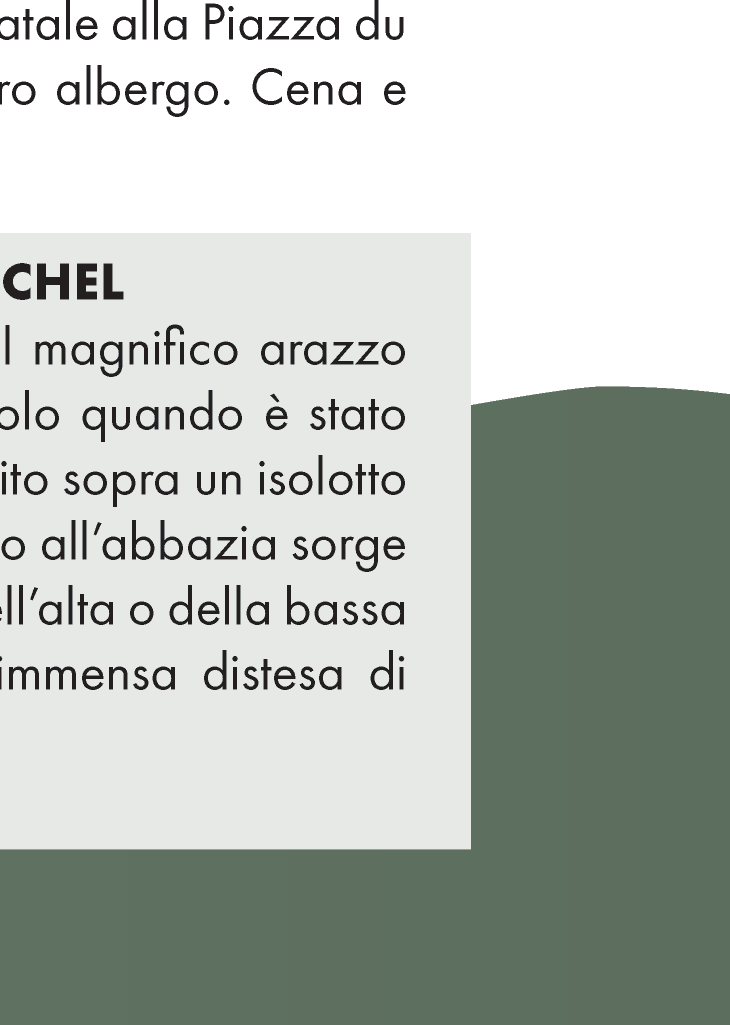 atale alla Piazza du
ro albergo. Cena e
CHEL
l magnifico arazzo
olo quando è stato
ito sopra un isolotto
o all’abbazia sorge
ell’alta o della bassa
immensa distesa di